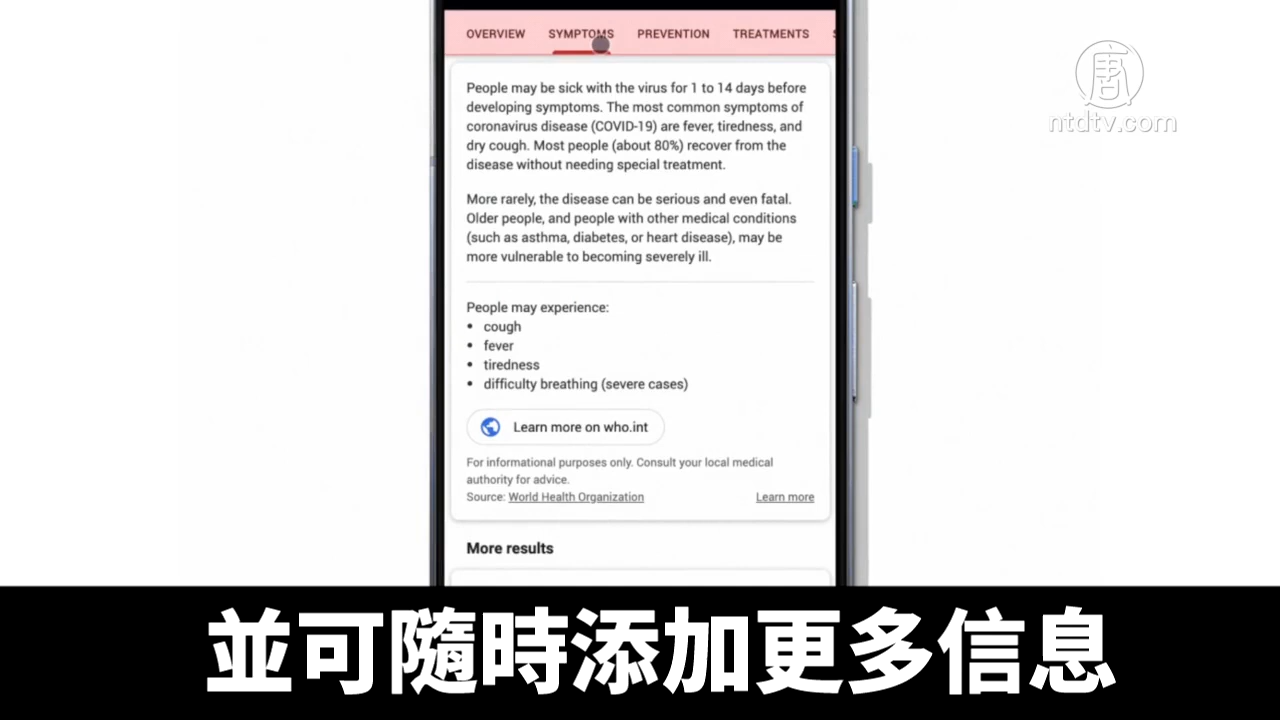 OVERVIEW SYMPTOMS PREVENTION TREATMENTS
唐
ntdtv.com
People may be sick with the virus for 1 to 14 days before
developing symptoms. The most common symptoms of
coronavirus disease (COVID-19) are fever, tiredness, and
dry cough. Most people (about 80%) recover from the
disease without needing special treatment.
More rarely, the disease can be serious and even fatal.
Older people, and people with other medical conditions
(such as asthma, diabetes, or heart disease), may be
more vulnerable to becoming severely ill.
People may experience:
• cough
• fever
• tiredness
• difficulty breathing (severe cases)
Learn more on who.int
For informational purposes only. Consult your local medical
authority for advice.
Source: World Health Organization Learn more
More results
並可隨時添加更多信息